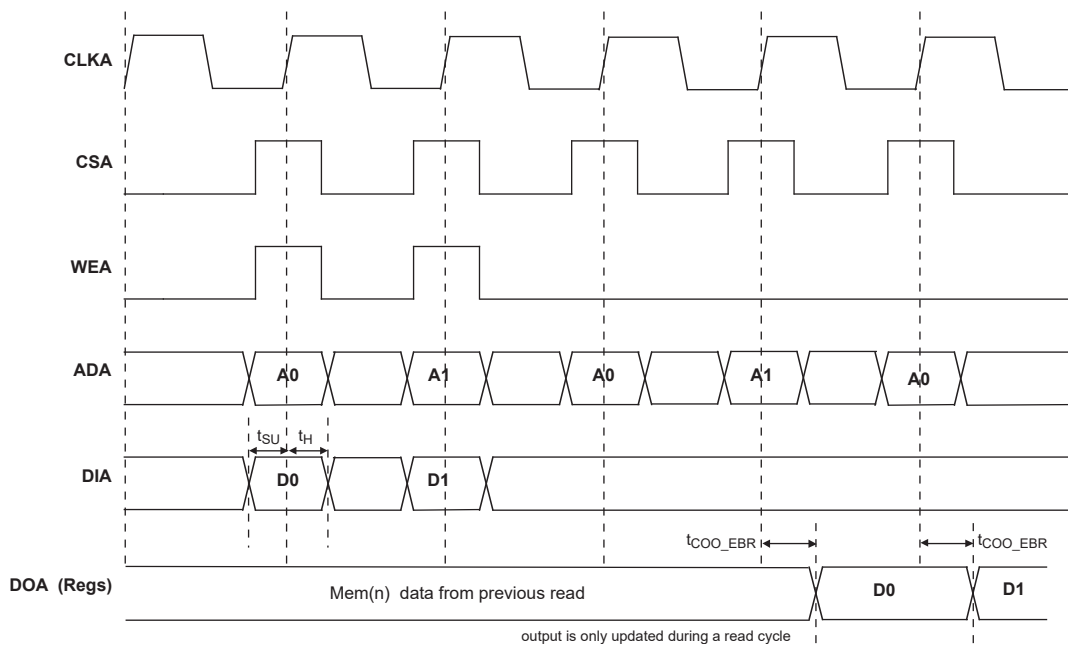 CLKA
CSA
WEA
ADA
A0
A1
A0
A1
A0
tSU
tH
DIA
D0
D1
tCOO_EBR
tCOO_EBR
DOA (Regs)
Mem(n) data from previous read
D0
D1
output is only updated during a read cycle